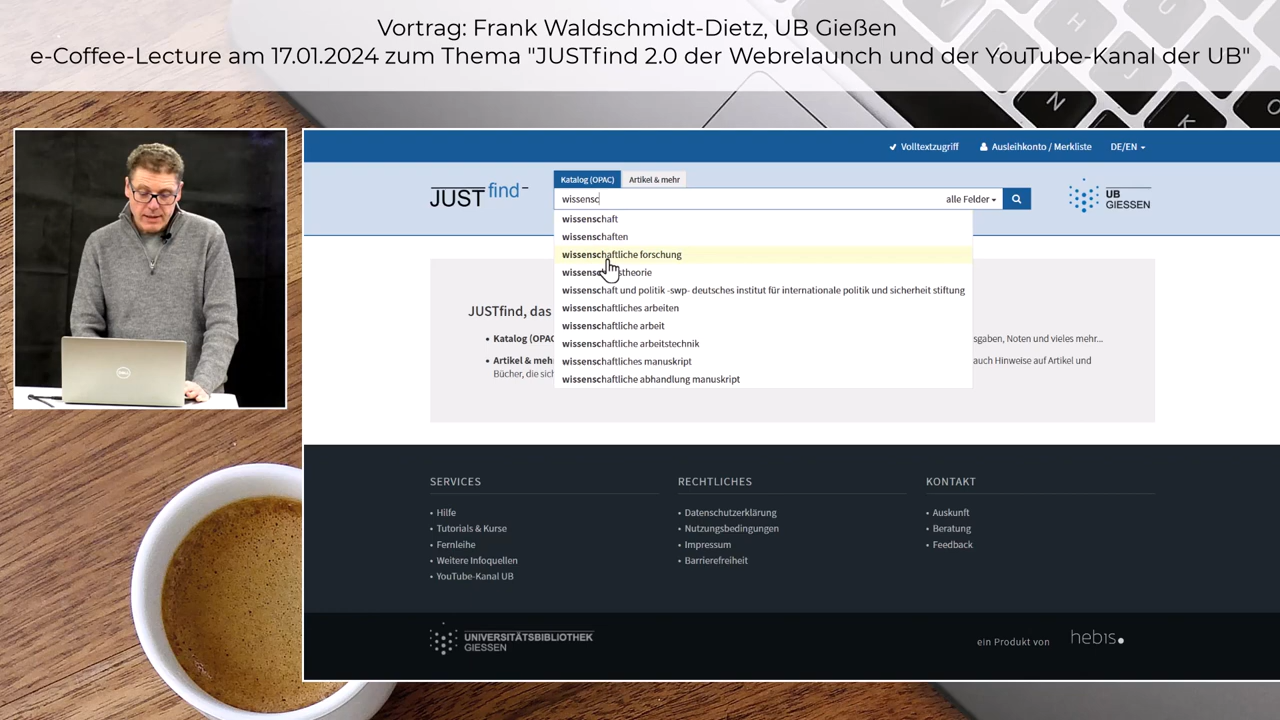 Vortrag: Frank Waldschmidt-Dietz, UB Gießen
e-Coffee-Lecture am 17.01.2024 zum Thema "JUSTfind 2.0 der Webrelaunch und der YouTube-Kanal der UB"
Volltextzugriff
Ausleihkonto / Merkliste
DE/EN
JUST find
Katalog (OPAC)
Artikel & mehr
wissensc
alle Felder
UB
GIESSEN
wissenschaft
wissenschaften
wissenschaftliche forschung
wissensc stheorie
wissenschaft und politik -swp- deutsches institut für internationale politik und sicherheit stiftung
wissenschaftliches arbeiten
wissenschaftliche arbeit
wissenschaftliche arbeitstechnik
wissenschaftliches manuskript
wissenschaftliche abhandlung manuskript
JUSTfind, das
• Katalog (OPAC
sgaben, Noten und vieles mehr...
• Artikel & meh
auch Hinweise auf Artikel und
Bücher, die sic
SERVICES
• Hilfe
• Tutorials & Kurse
• Fernleihe
• Weitere Infoquellen
• YouTube-Kanal UB
RECHTLICHES
• Datenschutzerklärung
• Nutzungsbedingungen
• Impressum
• Barrierefreiheit
KONTAKT
• Auskunft
• Beratung
• Feedback
UNIVERSITÄTSBIBLIOTHEK
GIESSEN
ein Produkt von
hebis.
DELL
N
K
O